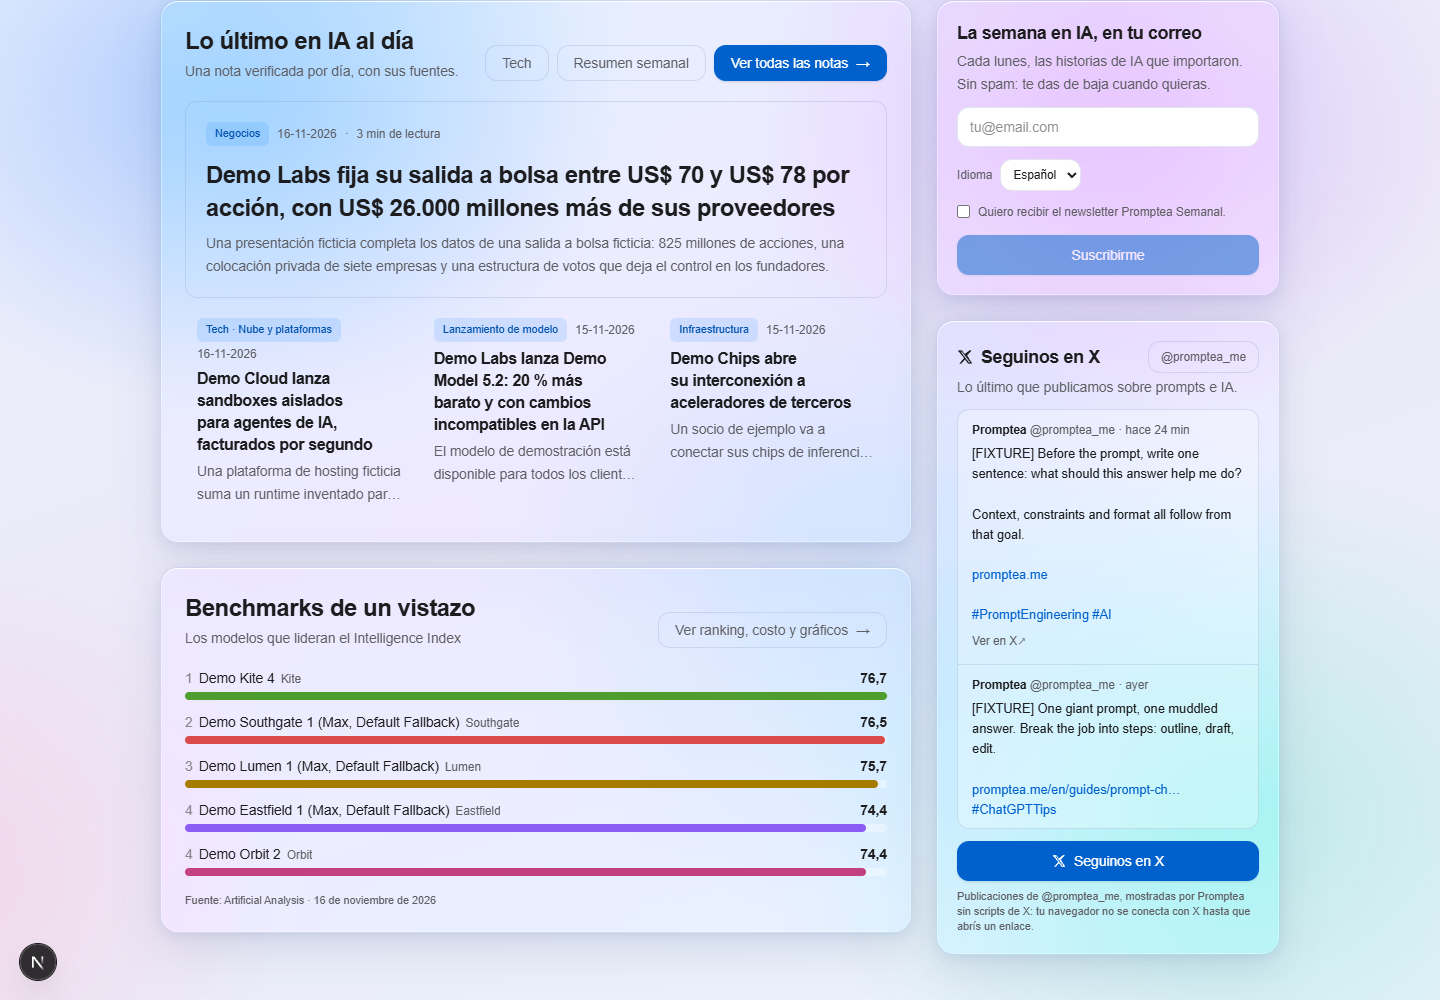 Lo último en IA al día
Una nota verificada por día, con sus fuentes.
Tech
Resumen semanal
Ver todas las notas →
Negocios 16-11-2026 · 3 min de lectura
Demo Labs fija su salida a bolsa entre US$ 70 y US$ 78 por
acción, con US$ 26.000 millones más de sus proveedores
Una presentación ficticia completa los datos de una salida a bolsa ficticia: 825 millones de acciones, una
colocación privada de siete empresas y una estructura de votos que deja el control en los fundadores.
Tech · Nube y plataformas
16-11-2026
Demo Cloud lanza
sandboxes aislados
para agentes de IA,
facturados por segundo
Una plataforma de hosting ficticia
suma un runtime inventado par…
Lanzamiento de modelo 15-11-2026
Demo Labs lanza Demo
Model 5.2: 20 % más
barato y con cambios
incompatibles en la API
El modelo de demostración está
disponible para todos los client…
Infraestructura 15-11-2026
Demo Chips abre
su interconexión a
aceleradores de terceros
Un socio de ejemplo va a
conectar sus chips de inferenci…
Benchmarks de un vistazo
Los modelos que lideran el Intelligence Index
Ver ranking, costo y gráficos →
1 Demo Kite 4 Kite 76,7
2 Demo Southgate 1 (Max, Default Fallback) Southgate 76,5
3 Demo Lumen 1 (Max, Default Fallback) Lumen 75,7
4 Demo Eastfield 1 (Max, Default Fallback) Eastfield 74,4
4 Demo Orbit 2 Orbit 74,4
Fuente: Artificial Analysis · 16 de noviembre de 2026
La semana en IA, en tu correo
Cada lunes, las historias de IA que importaron.
Sin spam: te das de baja cuando quieras.
tu@email.com
Idioma Español
Quiero recibir el newsletter Promptea Semanal.
Suscribirme
Seguinos en X
@promptea_me
Lo último que publicamos sobre prompts e IA.
Promptea @promptea_me · hace 24 min
[FIXTURE] Before the prompt, write one
sentence: what should this answer help me do?
Context, constraints and format all follow from
that goal.
promptea.me
#PromptEngineering #AI
Ver en X↗
Promptea @promptea_me · ayer
[FIXTURE] One giant prompt, one muddled
answer. Break the job into steps: outline, draft,
edit.
promptea.me/en/guides/prompt-ch…
#ChatGPTTips
Seguinos en X
Publicaciones de @promptea_me, mostradas por Promptea
sin scripts de X: tu navegador no se conecta con X hasta que
abrís un enlace.
N